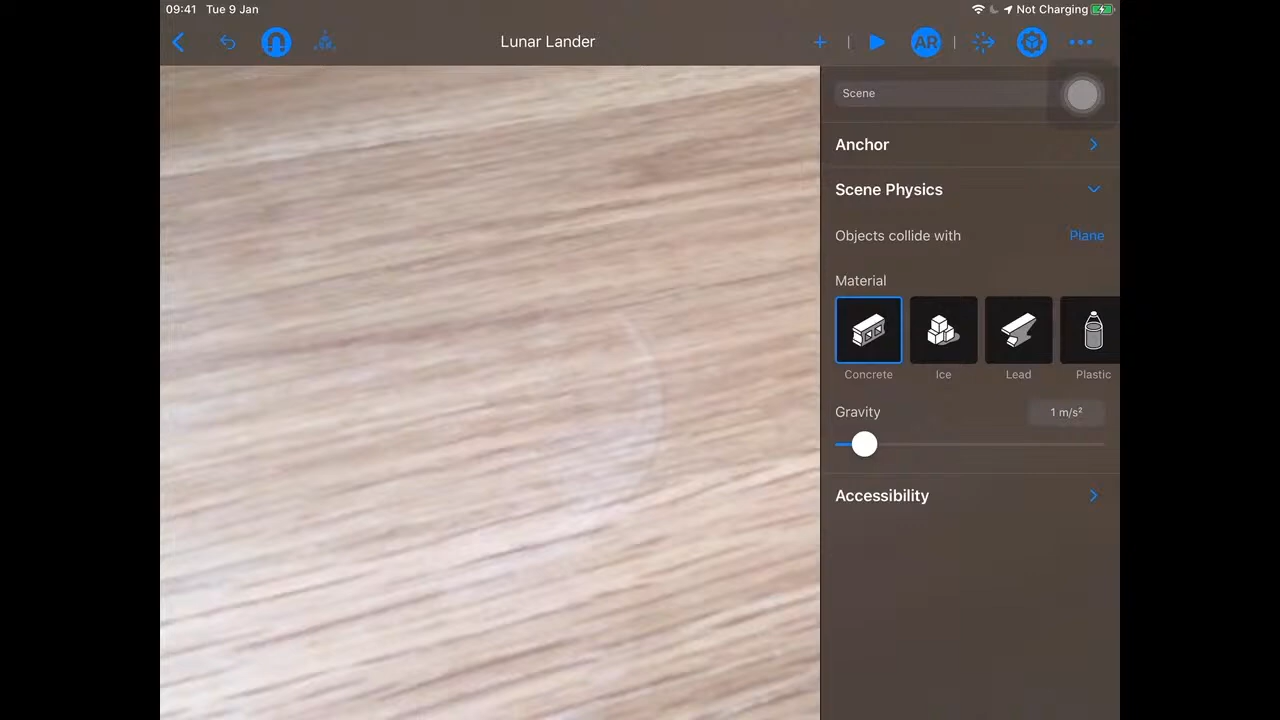 09:41 Tue 9 Jan
Not Charging
Lunar Lander
AR
Scene
Anchor
Scene Physics
Objects collide with Plane
Material
Concrete Ice Lead Plastic
Gravity 1 m/s²
Accessibility